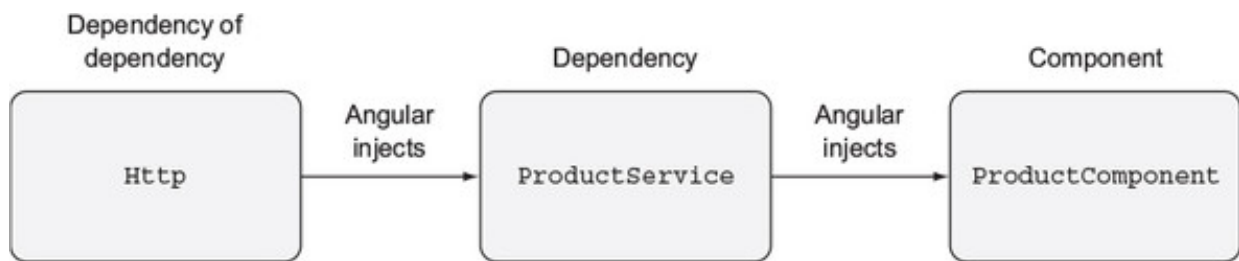 Dependency of
dependency
Dependency
Component
Http
Angular
injects
ProductService
Angular
injects
ProductComponent